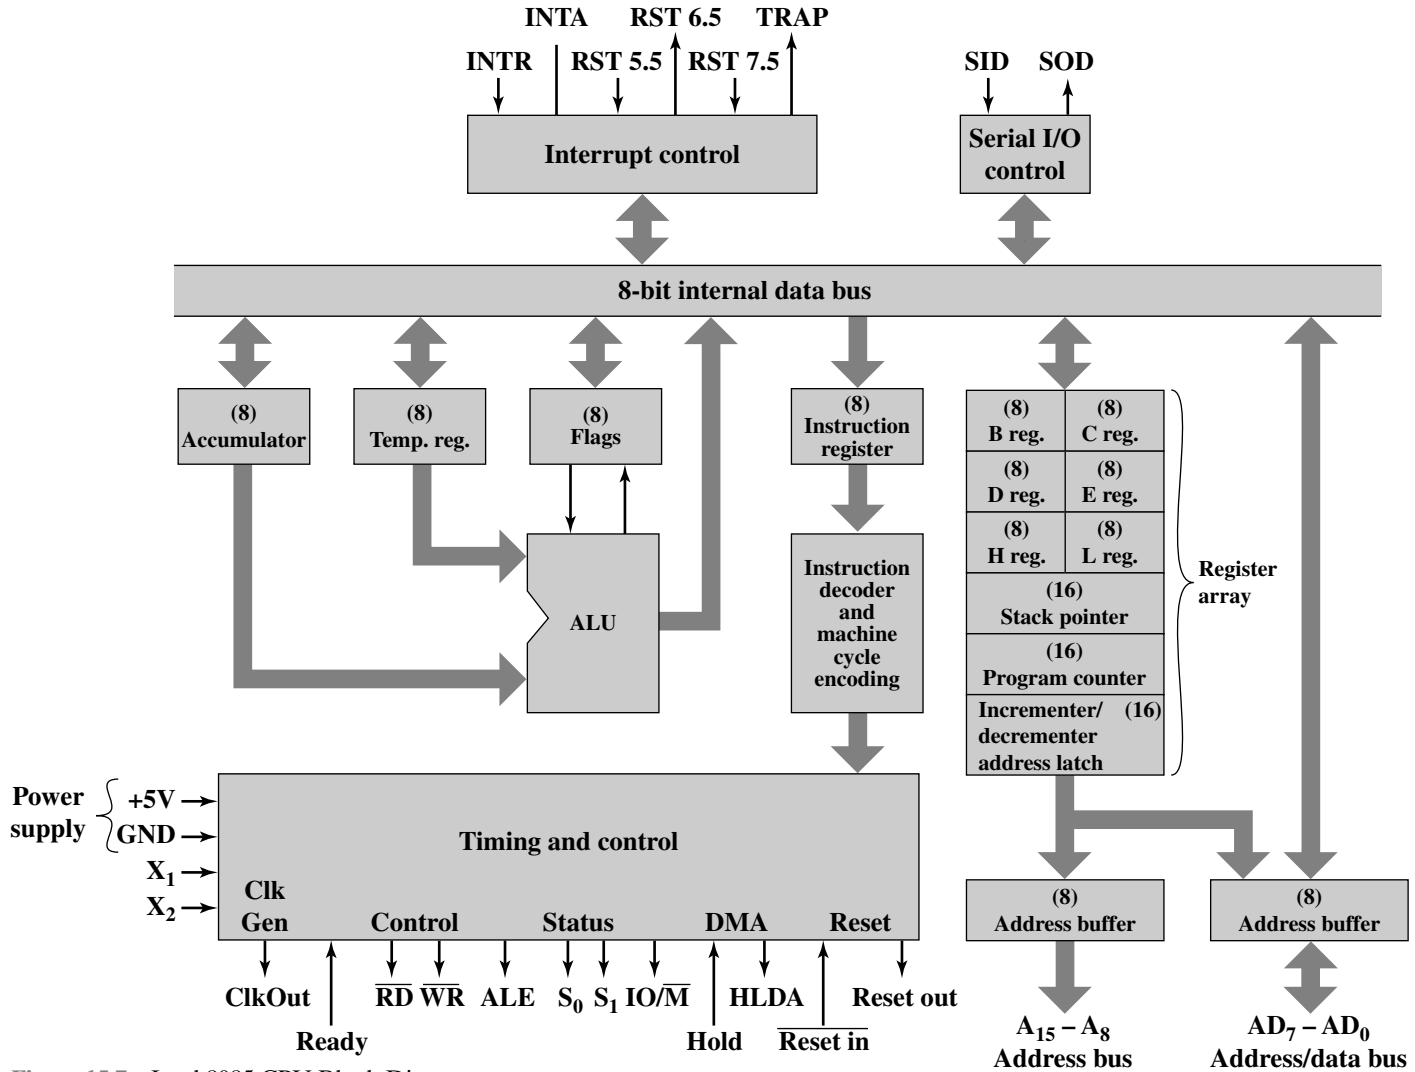 INTA RST 6.5 TRAP
INTR RST 5.5 RST 7.5 SID SOD
Interrupt control
Serial I/O
control
8-bit internal data bus
(8)
Accumulator
(8)
Temp. reg.
(8)
Flags
(8)
Instruction
register
(8)
B reg.
(8)
C reg.
(8)
D reg.
(8)
E reg.
(8)
H reg.
(8)
L reg.
(16)
Stack pointer
(16)
Program counter
Incrementer/ (16)
decrementer
address latch
Register
array
ALU
Instruction
decoder
and
machine
cycle
encoding
Power
supply
+5V
GND
X1
X2
Timing and control
Clk
Gen
Control
Status
DMA
Reset
(8)
Address buffer
(8)
Address buffer
ClkOut
Ready
R̅D̅
W̅R̅
ALE
S0
S1
IO/M̅
Hold
HLDA
R̅e̅s̅e̅t̅ ̅i̅n̅
Reset out
A15 – A8
Address bus
AD7 – AD0
Address/data bus